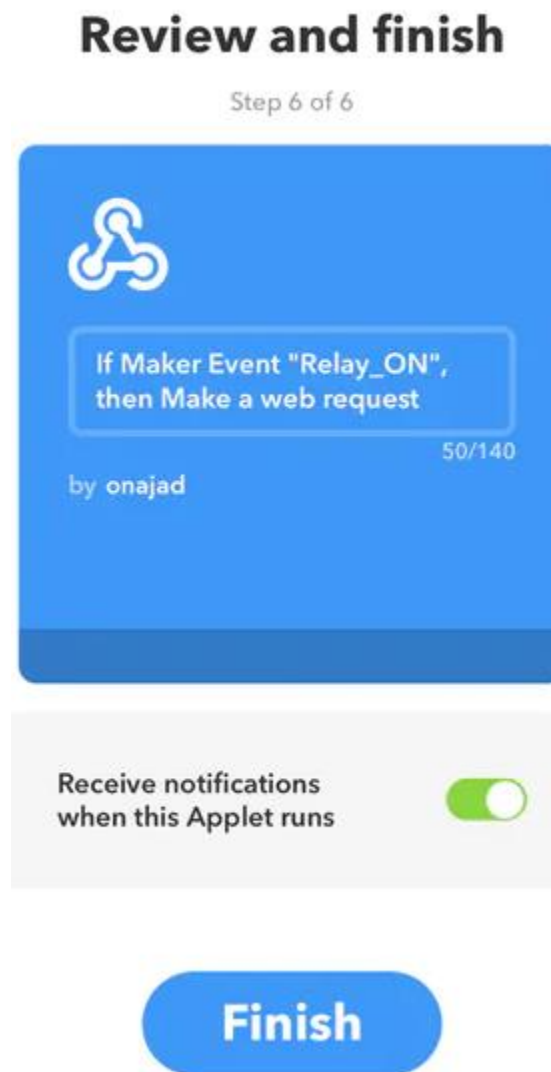 Review and finish
Step 6 of 6
If Maker Event "Relay_ON",
then Make a web request
50/140
by onajad
Receive notifications
when this Applet runs
Finish